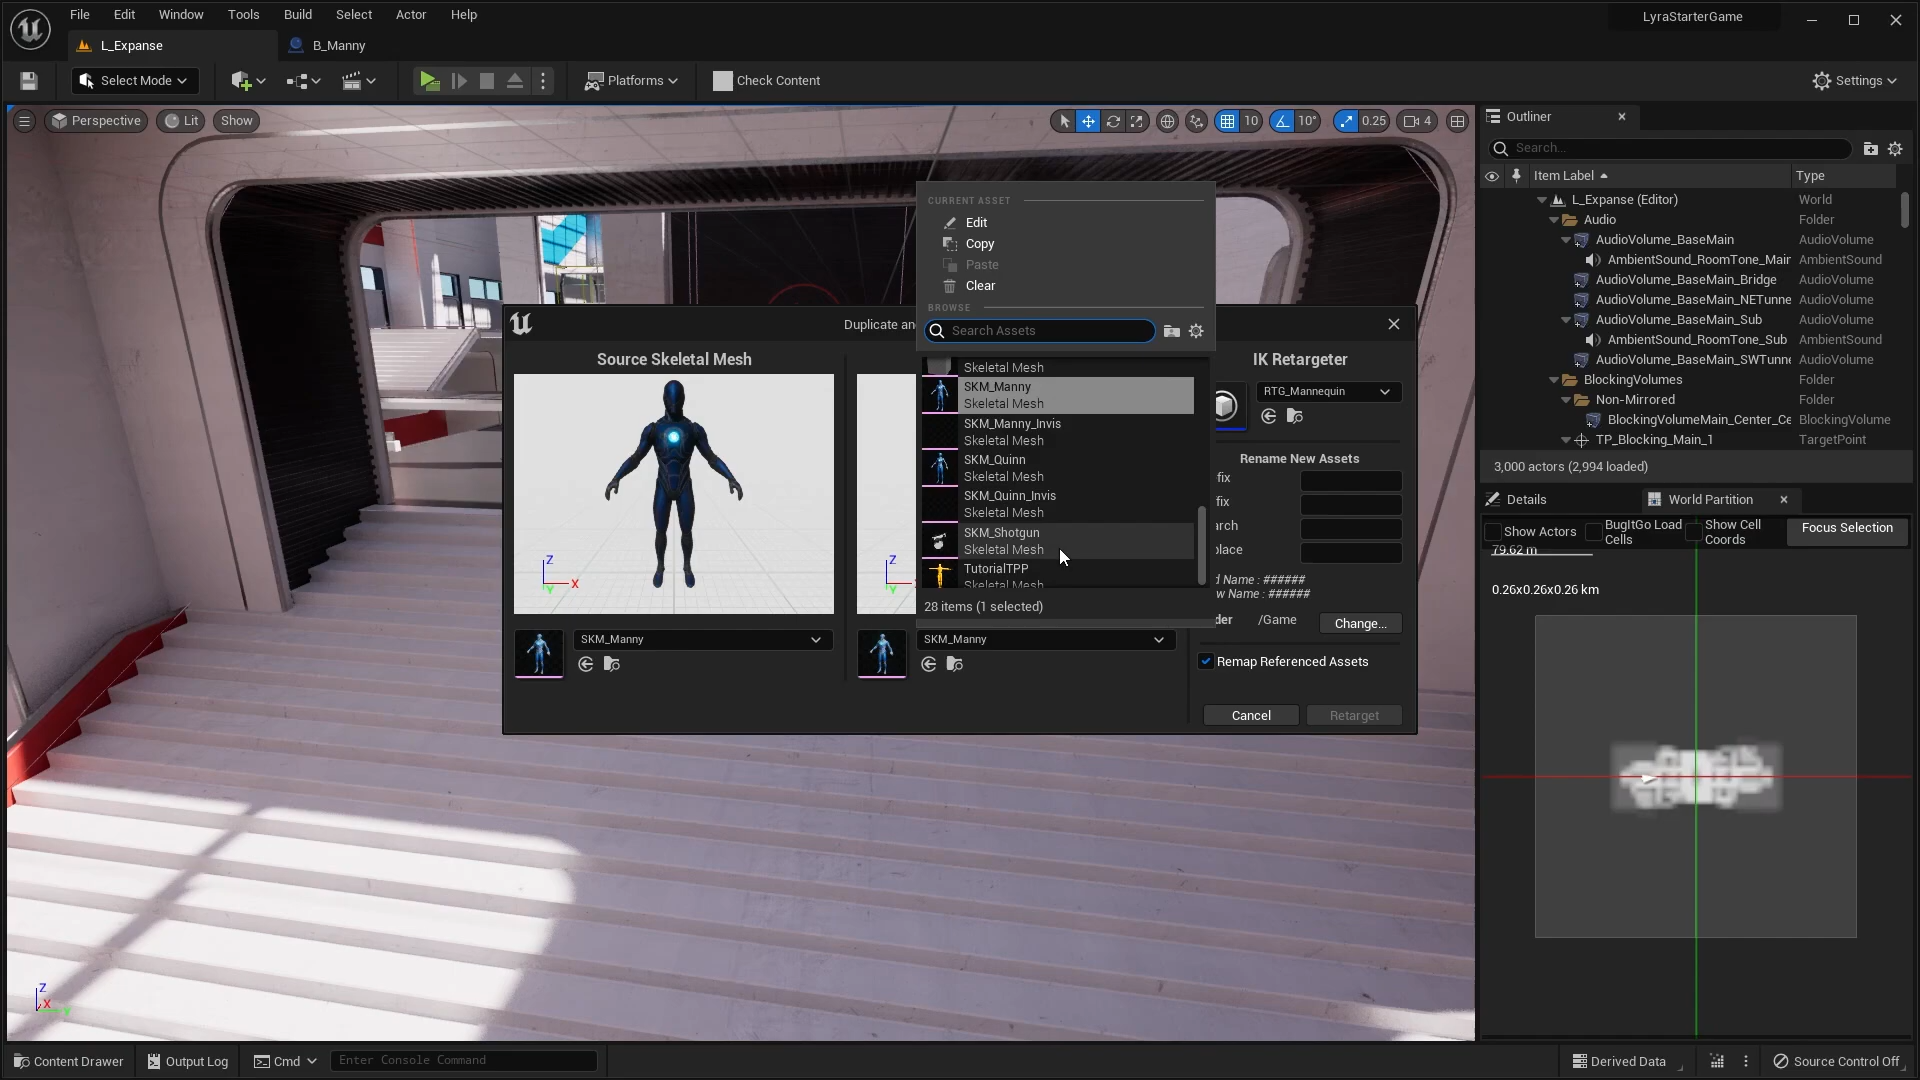 File Edit Window Tools Build Select Actor Help
LyraStarterGame
L_Expanse
B_Manny
Select Mode
Platforms
Check Content
Settings
Perspective
Lit
Show
10
10°
0.25
4
Outliner
Search...
Item Label
Type
L_Expanse (Editor) World
Audio Folder
AudioVolume_BaseMain AudioVolume
AmbientSound_RoomTone_Main AmbientSound
AudioVolume_BaseMain_Bridge AudioVolume
AudioVolume_BaseMain_NETunne AudioVolume
AudioVolume_BaseMain_Sub AudioVolume
AmbientSound_RoomTone_Sub AmbientSound
AudioVolume_BaseMain_SWTunne AudioVolume
BlockingVolumes Folder
Non-Mirrored Folder
BlockingVolumeMain_Center_Ce BlockingVolume
TP_Blocking_Main_1 TargetPoint
3,000 actors (2,994 loaded)
Details
World Partition
Show Actors
BugItGo Load Cells
Show Cell Coords
Focus Selection
79.62 m
0.26x0.26x0.26 km
CURRENT ASSET
Edit
Copy
Paste
Clear
BROWSE
Search Assets
Skeletal Mesh
SKM_Manny
Skeletal Mesh
SKM_Manny_Invis
Skeletal Mesh
SKM_Quinn
Skeletal Mesh
SKM_Quinn_Invis
Skeletal Mesh
SKM_Shotgun
Skeletal Mesh
TutorialTPP
Skeletal Mesh
28 items (1 selected)
Duplicate an
Source Skeletal Mesh
Z
X
Y
SKM_Manny
Z
X
Y
SKM_Manny
IK Retargeter
RTG_Mannequin
Rename New Assets
fix
fix
rch
place
d Name : ######
w Name : ######
der /Game
Change...
Remap Referenced Assets
Cancel
Retarget
Z
X
Y
Content Drawer
Output Log
Cmd
Enter Console Command
Derived Data
Source Control Off